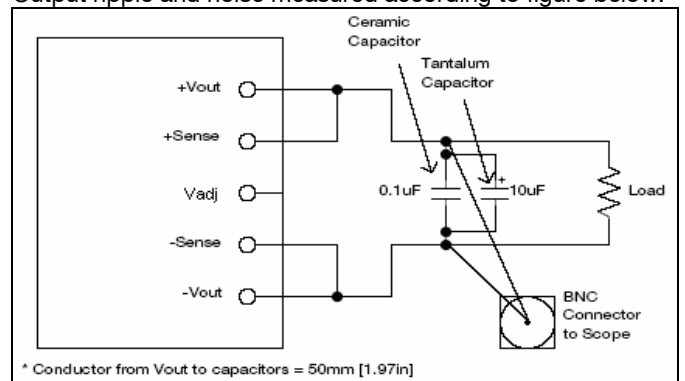 Output ripple and noise measured according to figure below.
Ceramic
Capacitor
Tantalum
Capacitor
+Vout
+Sense
Vadj
-Sense
-Vout
0.1uF
+
10uF
Load
BNC
Connector
to Scope
* Conductor from Vout to capacitors = 50mm [1.97in]